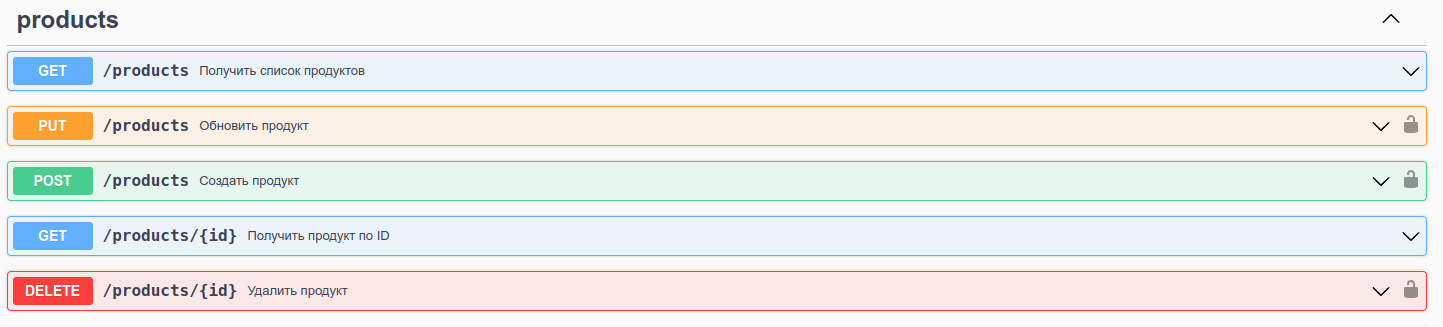 products
GET /products Получить список продуктов
PUT /products Обновить продукт
POST /products Создать продукт
GET /products/{id} Получить продукт по ID
DELETE /products/{id} Удалить продукт